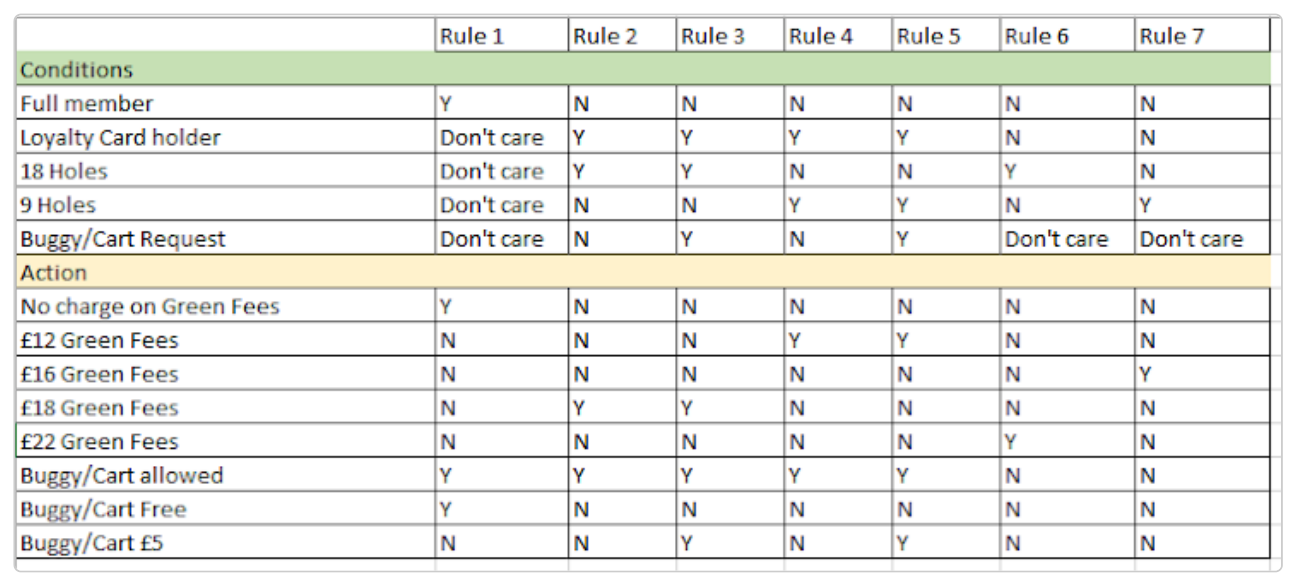 Rule 1 Rule 2 Rule 3 Rule 4 Rule 5 Rule 6 Rule 7
Conditions
Full member Y N N N N N N
Loyalty Card holder Don't care Y Y Y Y N N
18 Holes Don't care Y Y N N Y N
9 Holes Don't care N N Y Y N Y
Buggy/Cart Request Don't care N Y N Y Don't care Don't care
Action
No charge on Green Fees Y N N N N N N
£12 Green Fees N N N Y Y N N
£16 Green Fees N N N N N N Y
£18 Green Fees N Y Y N N N N
£22 Green Fees N N N N N Y N
Buggy/Cart allowed Y Y Y Y Y N N
Buggy/Cart Free Y N N N N N N
Buggy/Cart £5 N N Y N Y N N